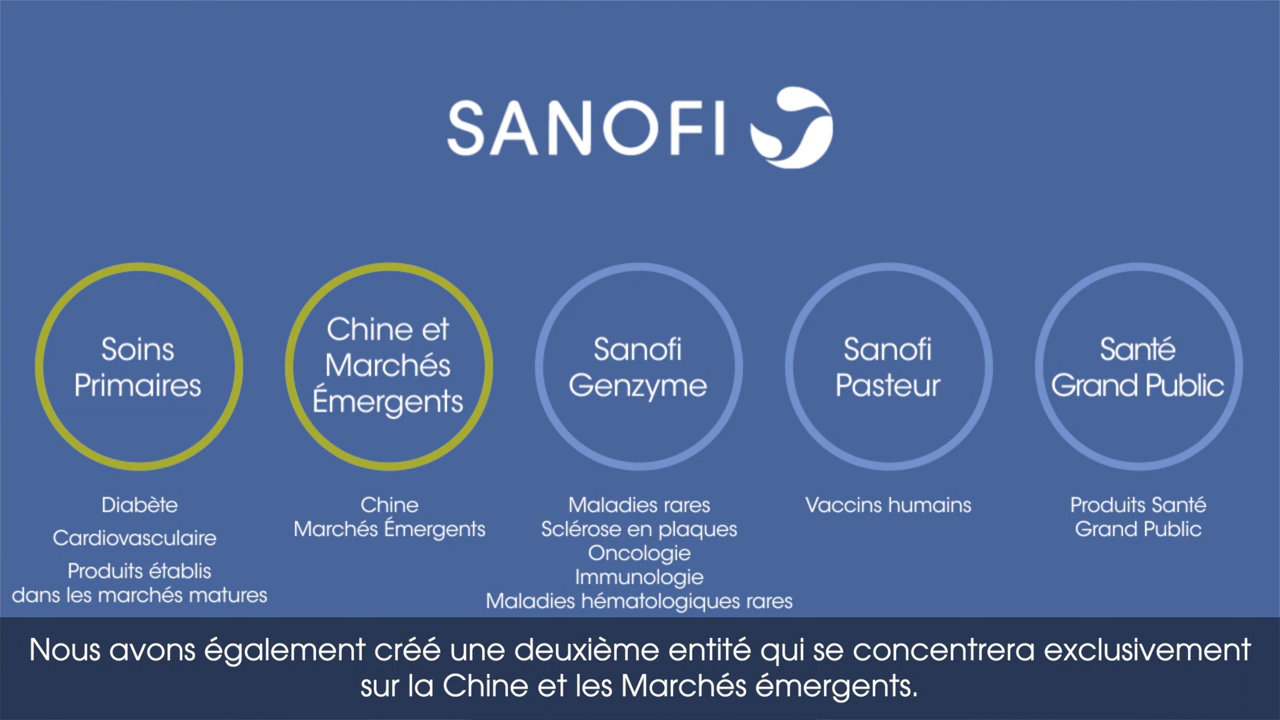 SANOFI
Soins
Primaires
Chine et
Marchés
Émergents
Sanofi
Genzyme
Sanofi
Pasteur
Santé
Grand Public
Diabète
Cardiovasculaire
Produits établis
dans les marchés matures
Chine
Marchés Émergents
Maladies rares
Sclérose en plaques
Oncologie
Immunologie
Maladies hématologiques rares
Vaccins humains
Produits Santé
Grand Public
Nous avons également créé une deuxième entité qui se concentrera exclusivement
sur la Chine et les Marchés émergents.